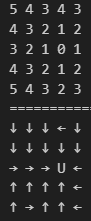 5 4 3 4 3
4 3 2 1 2
3 2 1 0 1
4 3 2 1 2
5 4 3 2 3
==========
↓ ↓ ↓ ← ↓
↓ ↓ ↓ ↓ ↓
→ → → U ←
↑ ↑ ↑ ↑ ←
↑ → ↑ ↑ ←